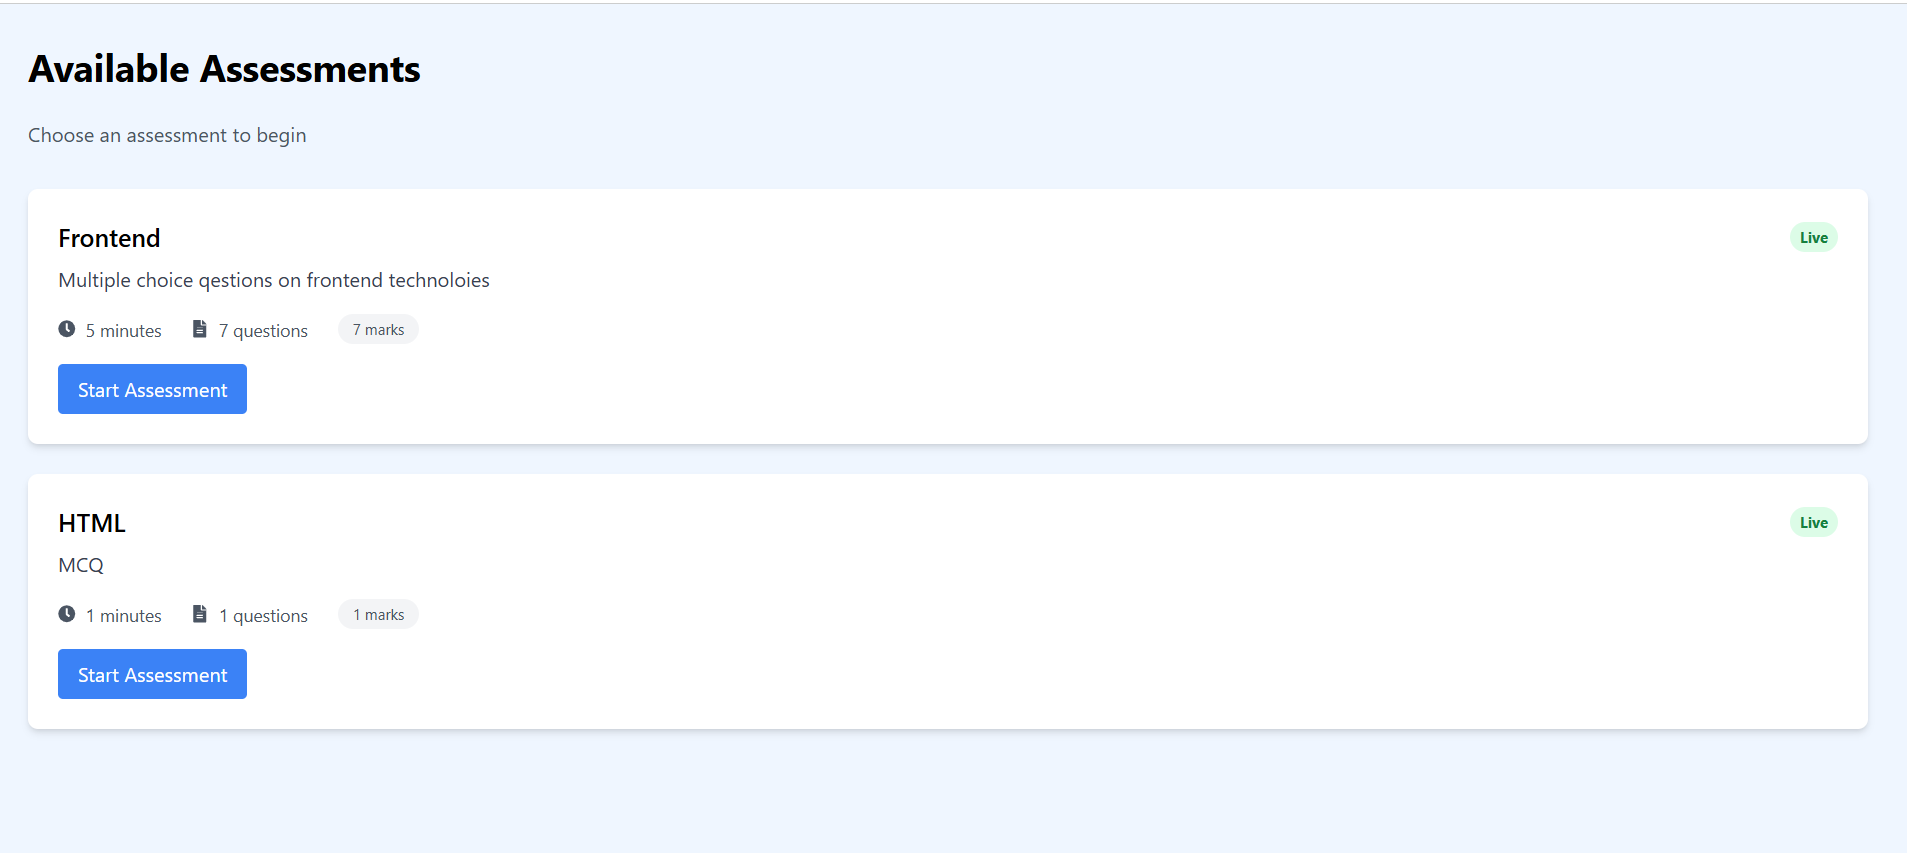 Available Assessments
Choose an assessment to begin
Frontend
Live
Multiple choice qestions on frontend technoloies
5 minutes 7 questions 7 marks
Start Assessment
HTML
Live
MCQ
1 minutes 1 questions 1 marks
Start Assessment